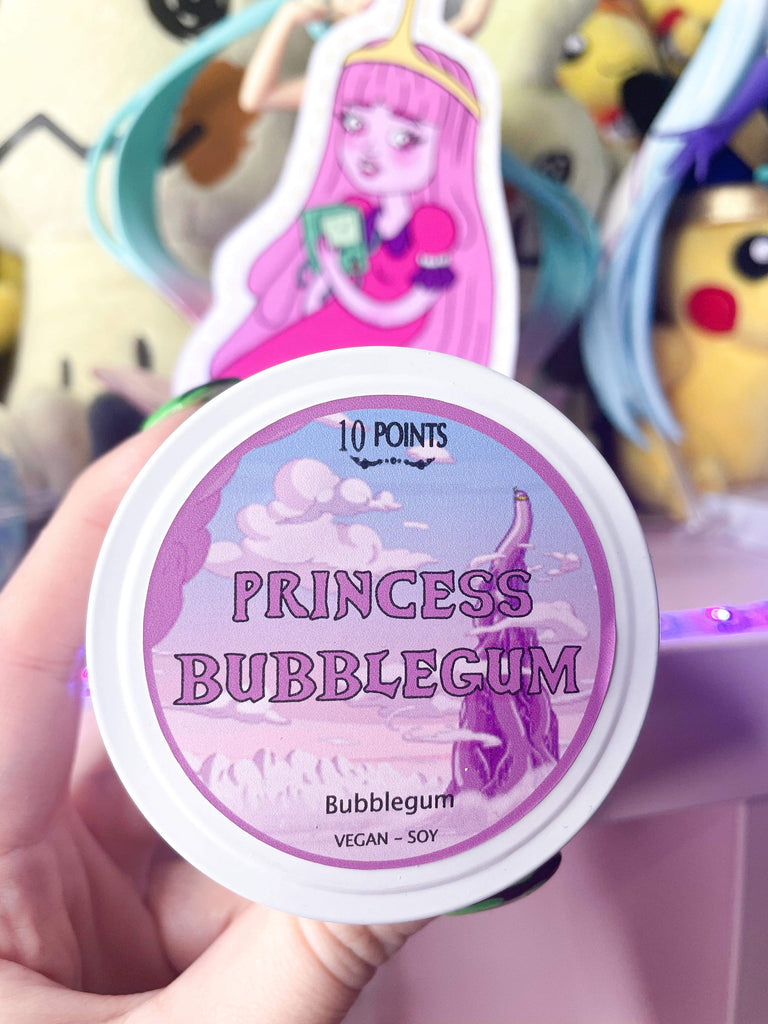 10 POINTS
PRINCESS
BUBBLEGUM
Bubblegum
VEGAN – SOY